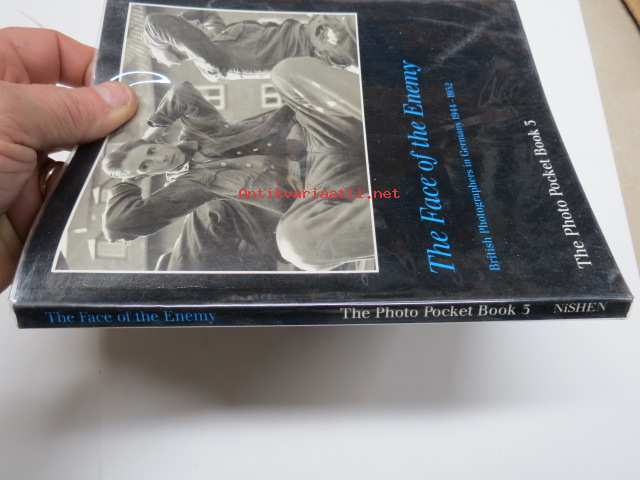 The Face of the Enemy
British Photographers in Germany 1944-1952
The Photo Pocket Book 5
The Face of the Enemy The Photo Pocket Book 5 NiSHEN
Antikvariaatti.net